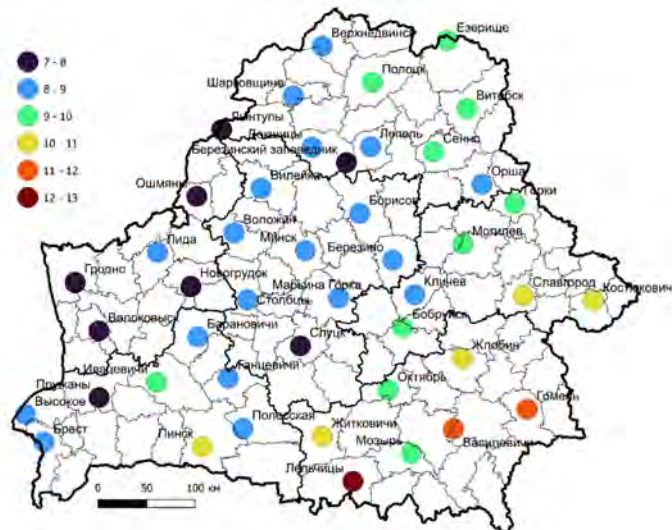 7 - 8
8 - 9
9 - 10
10 - 11
11 - 12
12 - 13
Езерище
Верхнедвинск
Полоцк
Шарковщина
Витебск
Лынтупы
Докшицы
Лепель
Сенно
Березинский заповедник
Орша
Ошмяны
Вилейка
Борисов
Горки
Воложин
Могилев
Лида
Минск
Березино
Гродно
Новогрудок
Марьина Горка
Кличев
Славгород
Костюкович
Столбцы
Волковыск
Барановичи
Слуцк
Бобруйск
Жлобин
Ивацевичи
Ганцевичи
Пружаны
Октябрь
Гомель
Высокое
Полесская
Житковичи
Брест
Пинск
Мозырь
Василевичи
Лельчицы
0 50 100 км